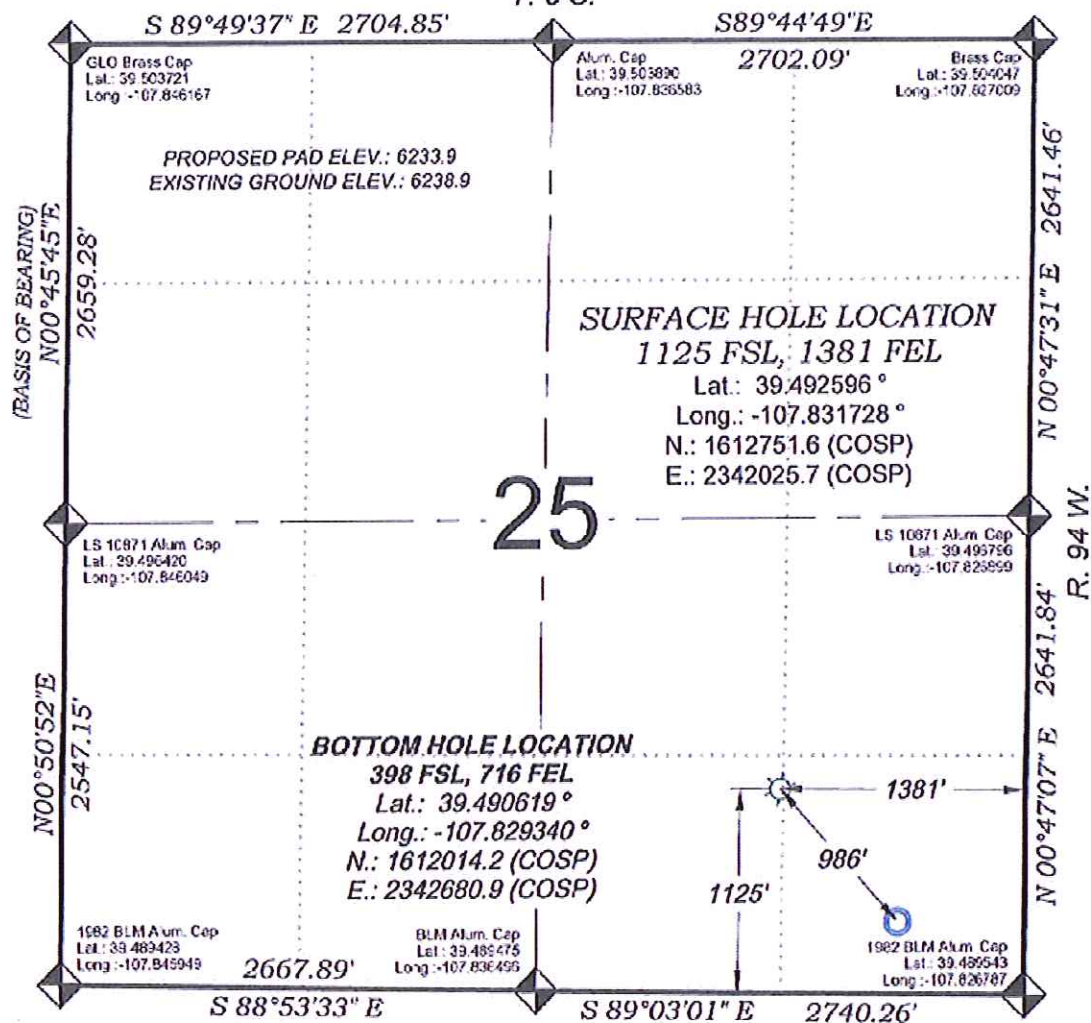 S 89°49'37" E 2704.85'
S89°44'49"E
2702.09'
GLO Brass Cap
Lat.: 39.503721
Long.:-107.846167
Alum. Cap
Lat.: 39.503890
Long.:-107.836583
Brass Cap
Lat.: 39.504047
Long.:-107.827009
PROPOSED PAD ELEV.: 6233.9
EXISTING GROUND ELEV.: 6238.9
(BASIS OF BEARING)
N00°45'45"E
2659.28'
N 00°47'31" E 2641.46'
SURFACE HOLE LOCATION
1125 FSL, 1381 FEL
Lat.: 39.492596 °
Long.: -107.831728 °
N.: 1612751.6 (COSP)
E.: 2342025.7 (COSP)
25
LS 10871 Alum. Cap
Lat.: 39.496420
Long.:-107.846049
LS 10871 Alum. Cap
Lat.: 39.496796
Long.:-107.826899
R. 94 W.
N00°50'52"E
2547.15'
N 00°47'07" E 2641.84'
BOTTOM HOLE LOCATION
398 FSL, 716 FEL
Lat.: 39.490619 °
Long.: -107.829340 °
N.: 1612014.2 (COSP)
E.: 2342680.9 (COSP)
1381'
986'
1125'
1982 BLM Alum. Cap
Lat.: 39.489423
Long.:-107.845949
BLM Alum. Cap
Lat.: 39.489475
Long.:-107.836496
1982 BLM Alum. Cap
Lat.: 39.489543
Long.:-107.826787
2667.89'
S 88°53'33" E
S 89°03'01" E 2740.26'